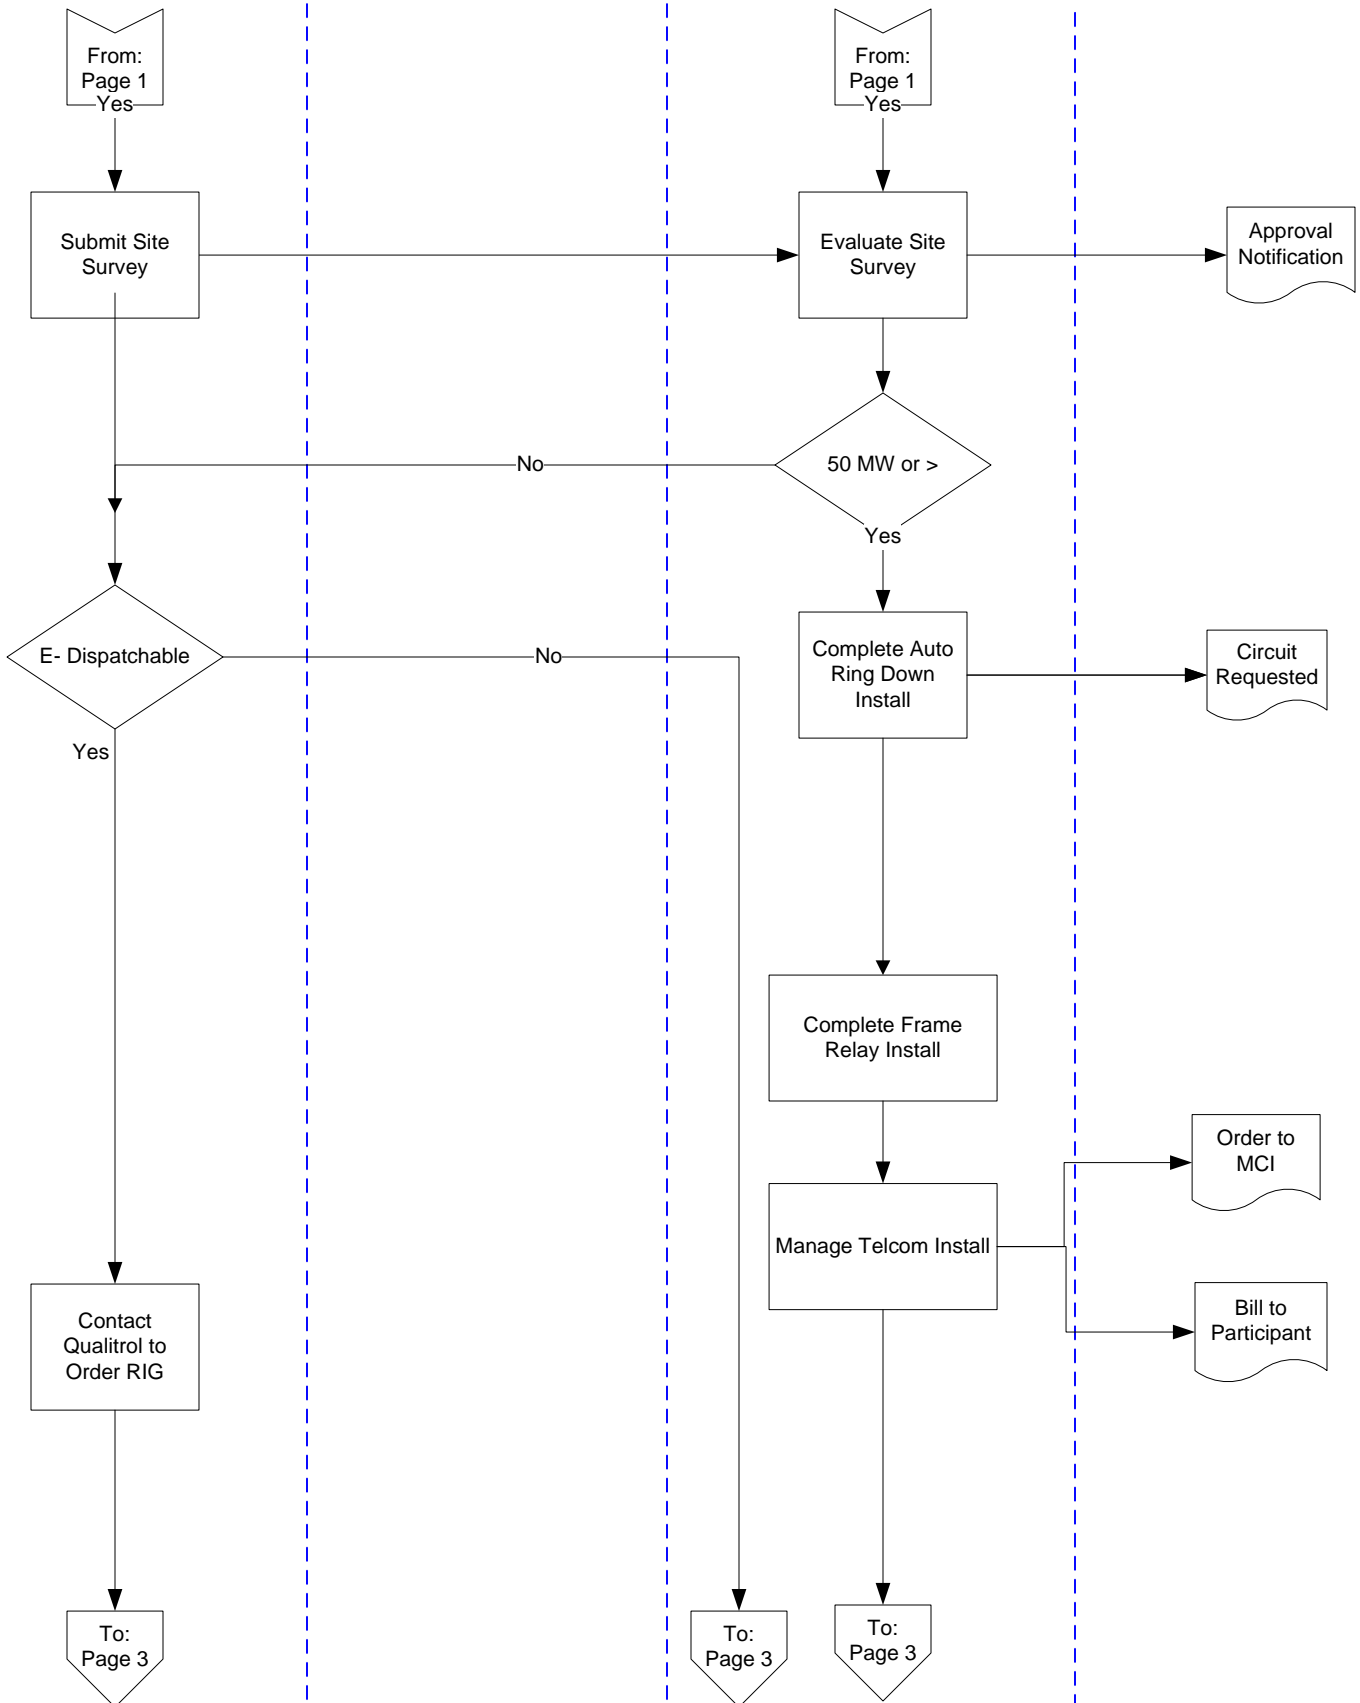 From:
Page 1
Yes
From:
Page 1
Yes
Submit Site
Survey
Evaluate Site
Survey
Approval
Notification
No
50 MW or >
Yes
E- Dispatchable
No
Yes
Complete Auto
Ring Down
Install
Circuit
Requested
Complete Frame
Relay Install
Order to
MCI
Manage Telcom Install
Contact
Qualitrol to
Order RIG
Bill to
Participant
To:
Page 3
To:
Page 3
To:
Page 3